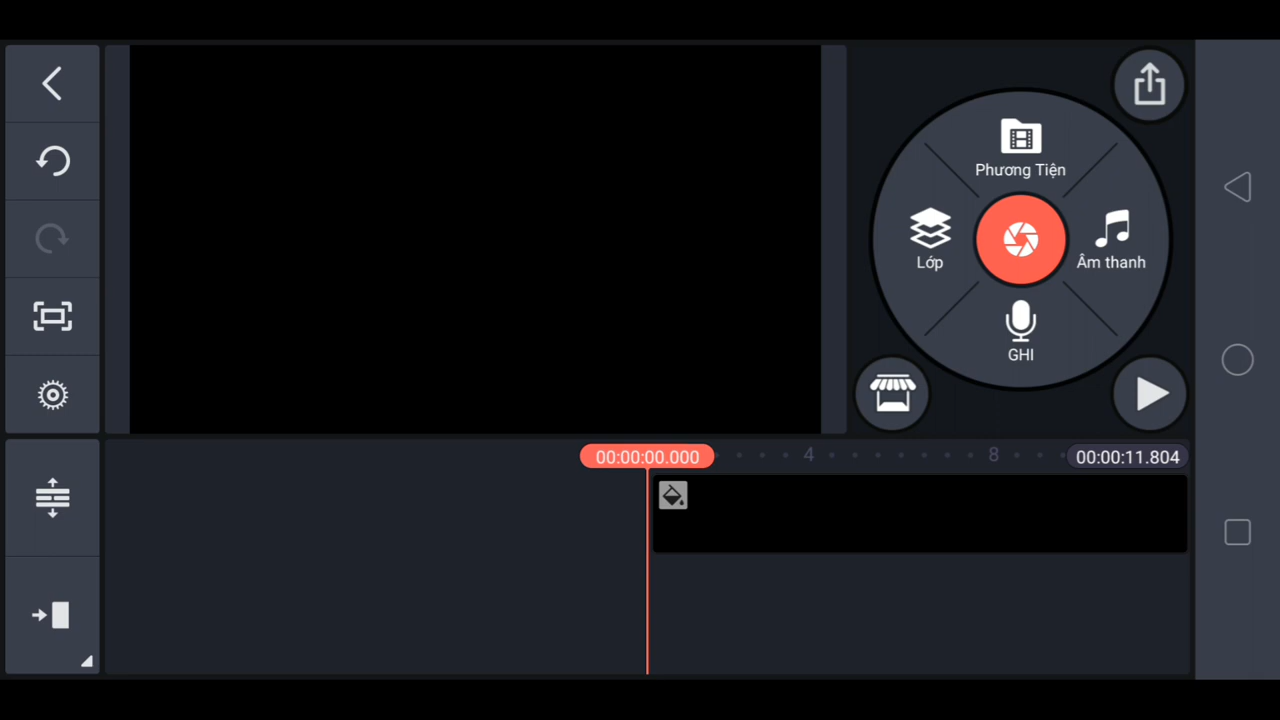 Phương Tiện
Lớp
Âm thanh
GHI
00:00:00.000
4
8
00:00:11.804